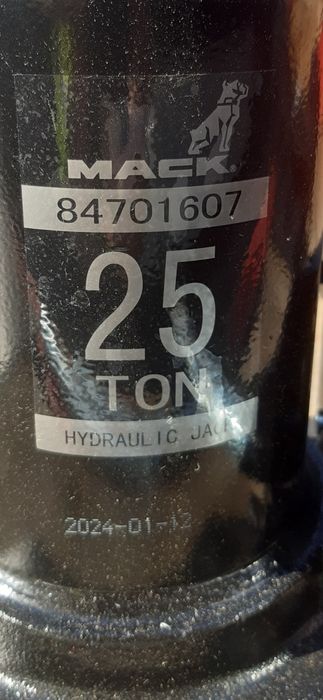 MACK
84701607
25
TON
HYDRAULIC JACK
2024-01-12